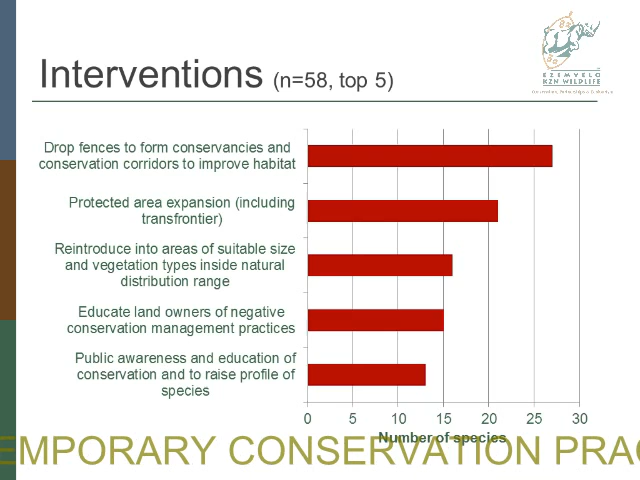 Interventions (n=58, top 5)
EZEMVELO
KZN WILDLIFE
Drop fences to form conservancies and
conservation corridors to improve habitat
Protected area expansion (including
transfrontier)
Reintroduce into areas of suitable size
and vegetation types inside natural
distribution range
Educate land owners of negative
conservation management practices
Public awareness and education of
conservation and to raise profile of
species
0 5 10 15 20 25 30
Number of species
EMPORARY CONSERVATION PRAC